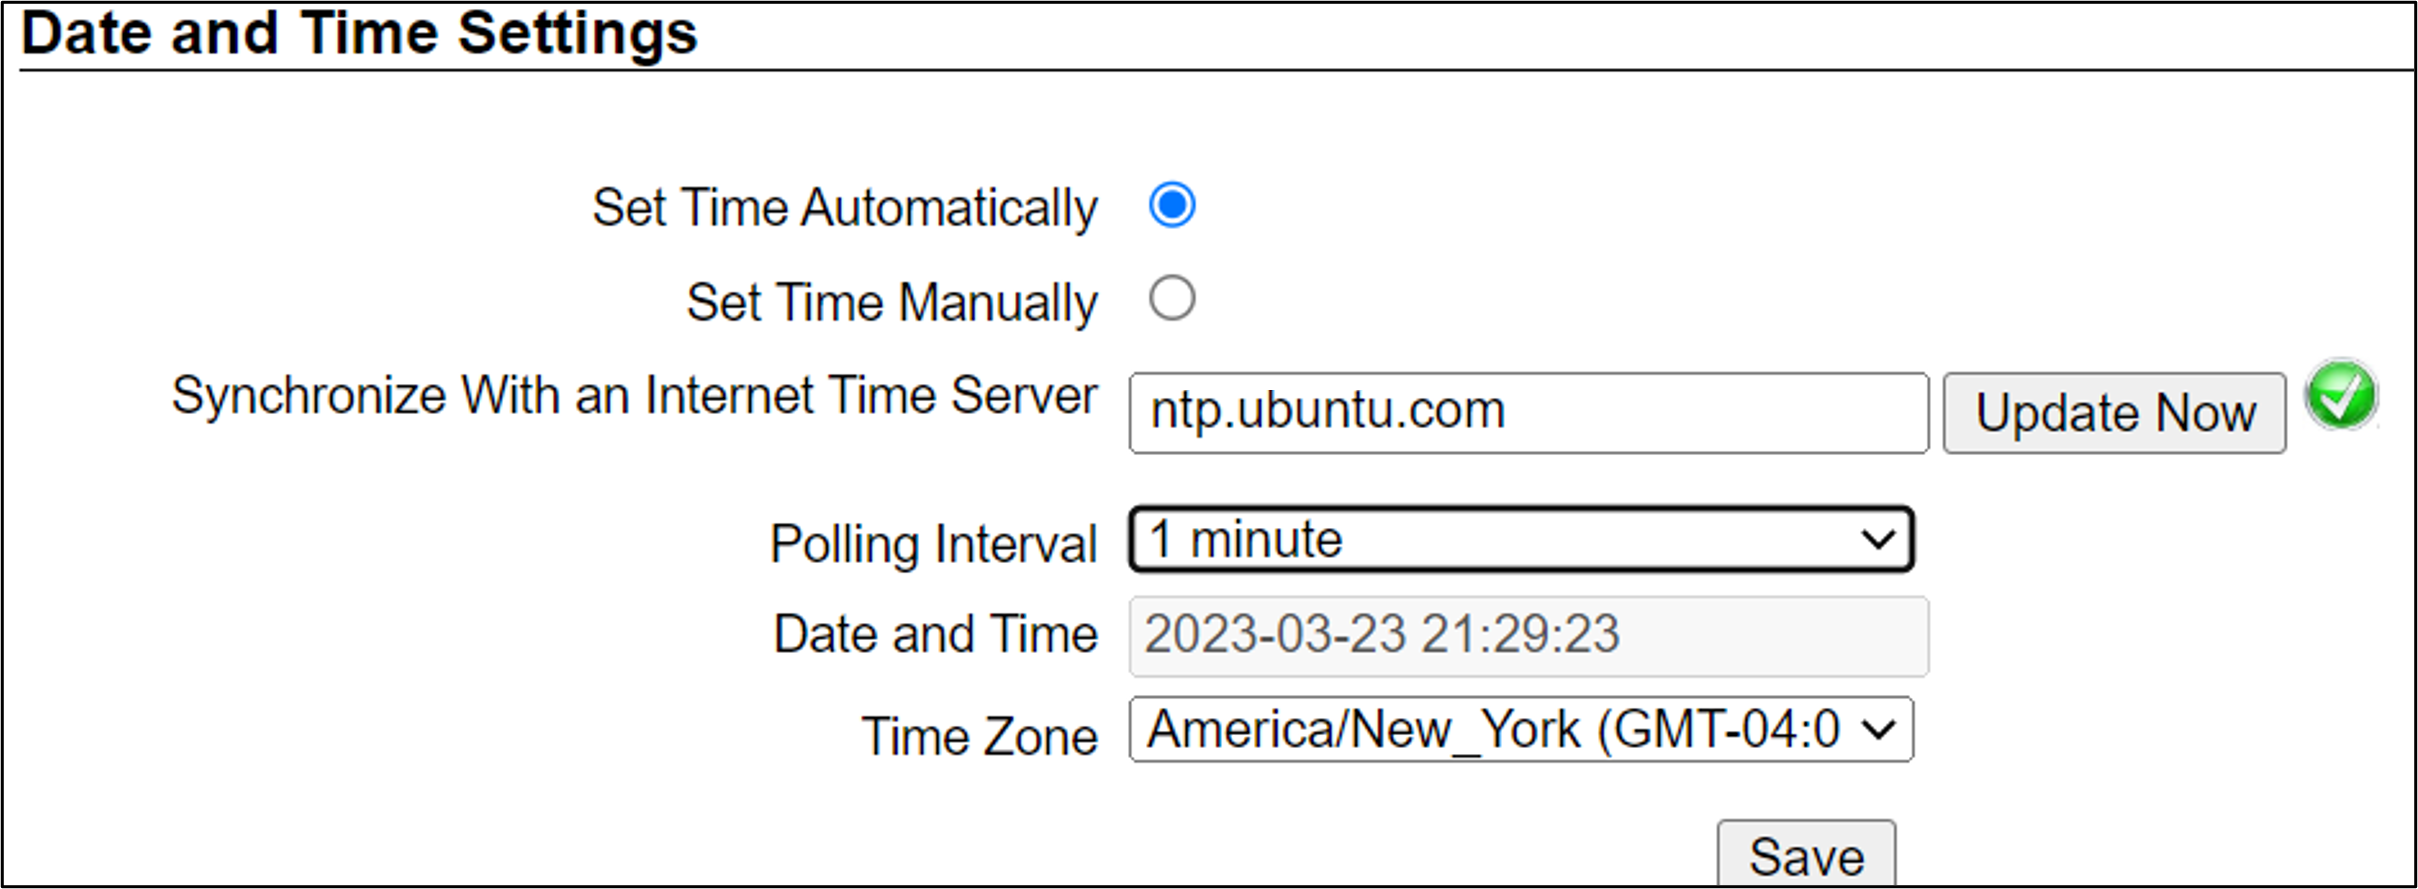 Date and Time Settings
Set Time Automatically
Set Time Manually
Synchronize With an Internet Time Server ntp.ubuntu.com Update Now
Polling Interval 1 minute
Date and Time 2023-03-23 21:29:23
Time Zone America/New_York (GMT-04:0
Save